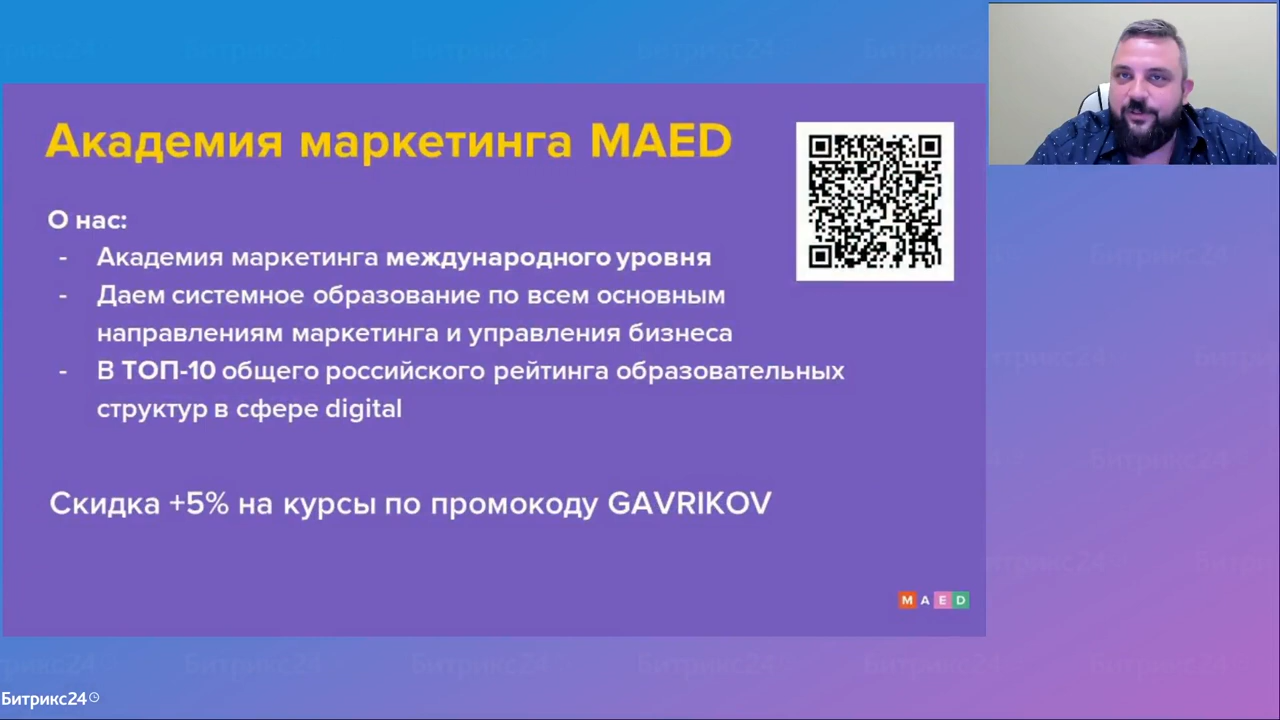 Академия маркетинга MAED
О нас:
- Академия маркетинга международного уровня
- Даем системное образование по всем основным
направлениям маркетинга и управления бизнеса
- В ТОП-10 общего российского рейтинга образовательных
структур в сфере digital
Скидка +5% на курсы по промокоду GAVRIKOV
MAED
Битрикс24